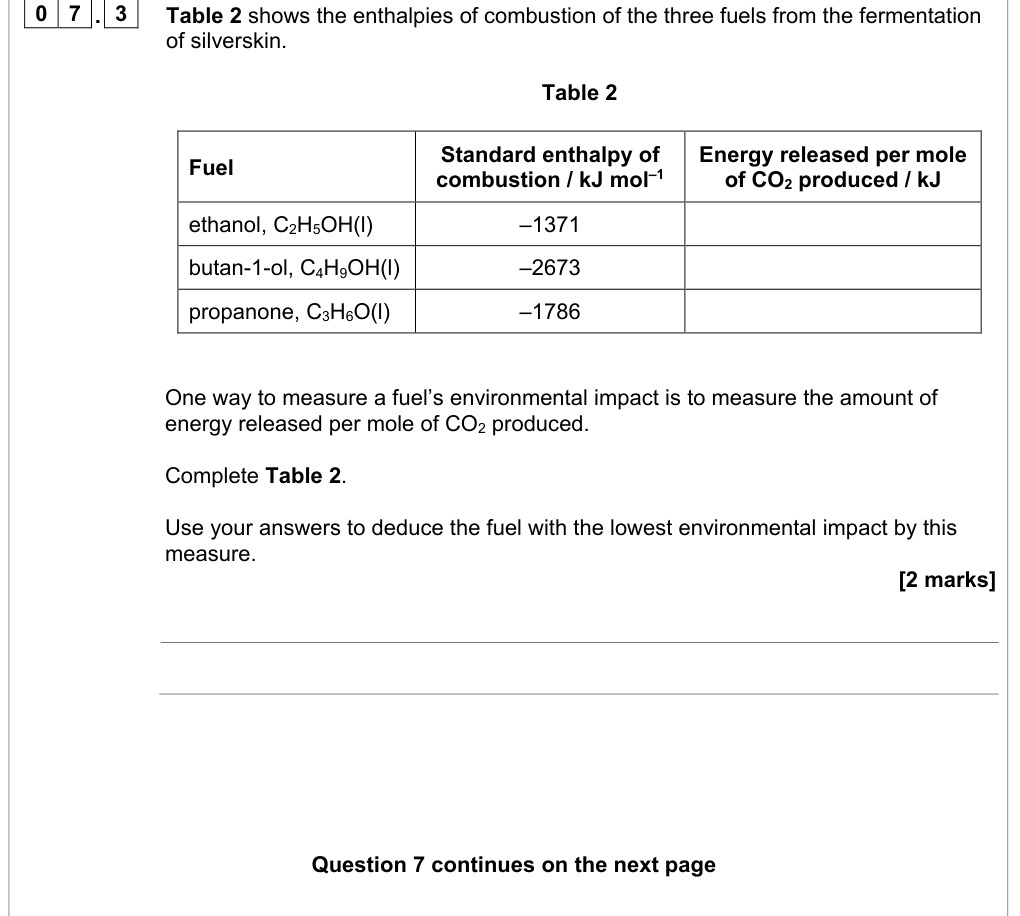 0 7 . 3 Table 2 shows the enthalpies of combustion of the three fuels from the fermentation
of silverskin.
Table 2
Fuel
Standard enthalpy of
combustion / kJ mol⁻¹
Energy released per mole
of CO₂ produced / kJ
ethanol, C₂H₅OH(l) –1371
butan-1-ol, C₄H₉OH(l) –2673
propanone, C₃H₆O(l) –1786
One way to measure a fuel's environmental impact is to measure the amount of
energy released per mole of CO₂ produced.
Complete Table 2.
Use your answers to deduce the fuel with the lowest environmental impact by this
measure.
[2 marks]
Question 7 continues on the next page